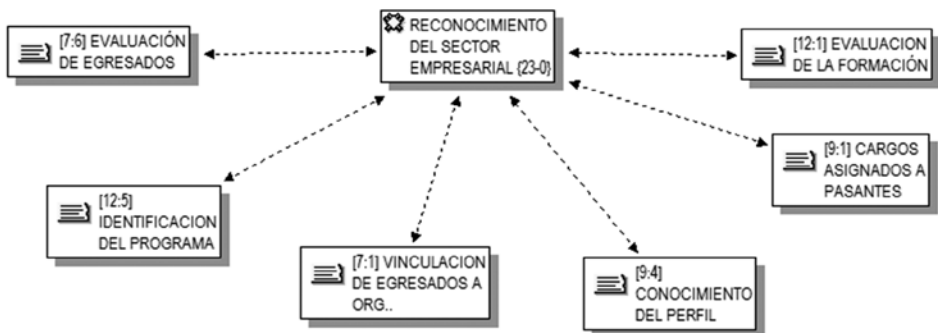 RECONOCIMIENTO
DEL SECTOR
EMPRESARIAL {23-0}
[7:6] EVALUACIÓN
DE EGRESADOS
[12:1] EVALUACION
DE LA FORMACIÓN
[9:1] CARGOS
ASIGNADOS A
PASANTES
[12:5]
IDENTIFICACION
DEL PROGRAMA
[7:1] VINCULACION
DE EGRESADOS A
ORG..
[9:4]
CONOCIMIENTO
DEL PERFIL